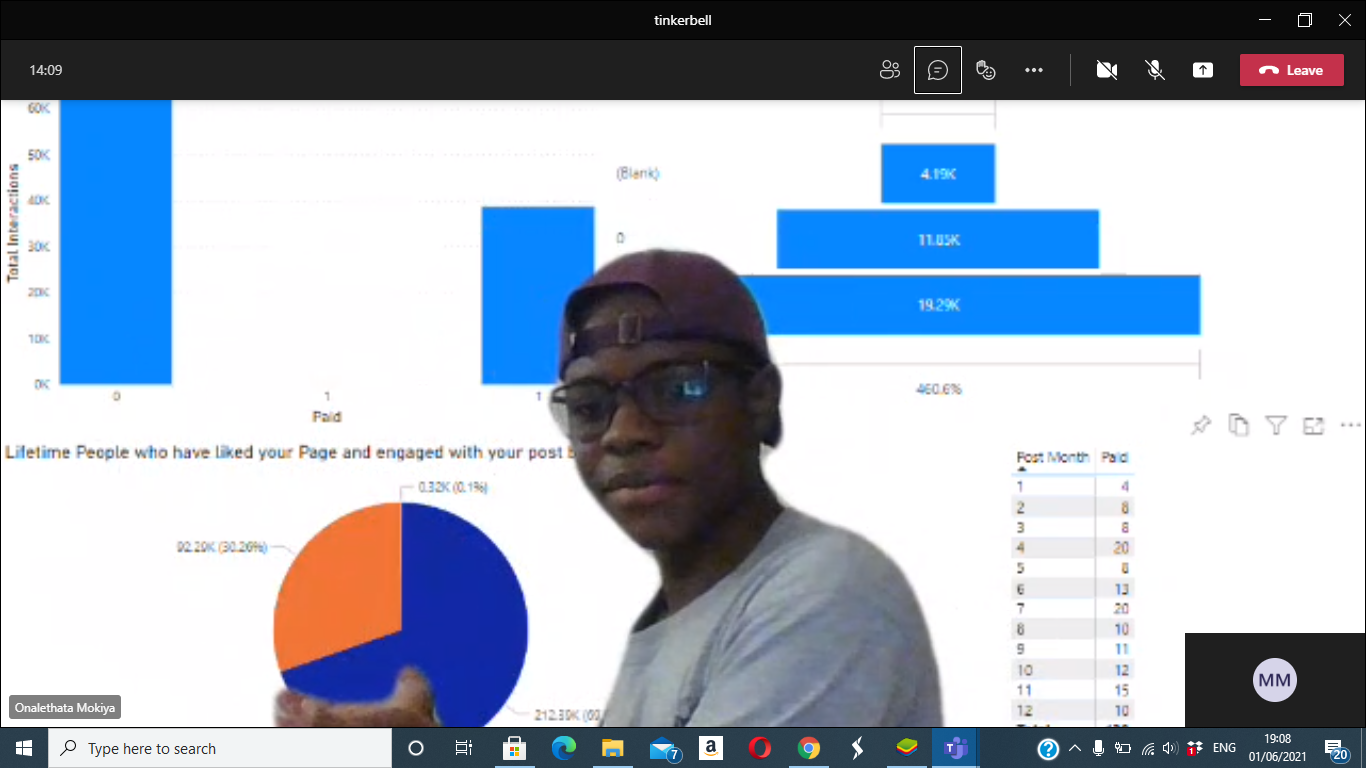 tinkerbell
14:09
Leave
60K
50K
40K
30K
20K
10K
0K
Total Interactions
0
1
1
Paid
(Blank)
0
4.19K
11.85K
19.29K
460.6%
Lifetime People who have liked your Page and engaged with your post
0.32K (0.1%)
92.29K (30.26%)
212.39K (69
Post Month Paid
1 4
2 8
3 8
4 20
5 8
6 13
7 20
8 10
9 11
10 12
11 15
12 10
MM
Onalethata Mokiya
Type here to search
7
a
1
ENG
19:08
01/06/2021
20